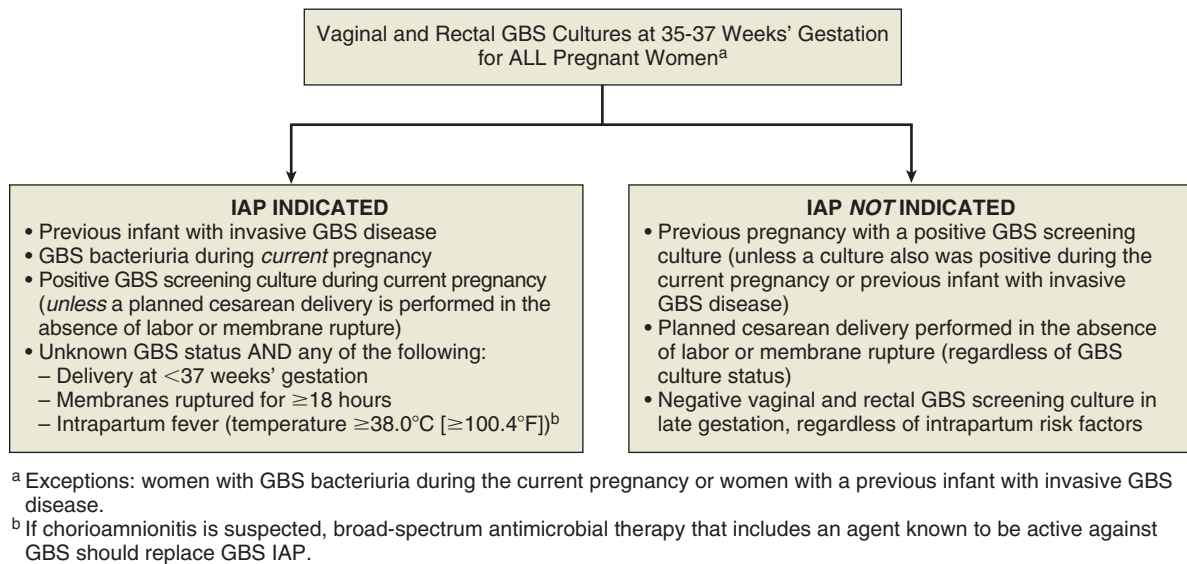 Vaginal and Rectal GBS Cultures at 35-37 Weeks' Gestation
for ALL Pregnant Womenᵃ
IAP INDICATED
• Previous infant with invasive GBS disease
• GBS bacteriuria during current pregnancy
• Positive GBS screening culture during current pregnancy
(unless a planned cesarean delivery is performed in the
absence of labor or membrane rupture)
• Unknown GBS status AND any of the following:
– Delivery at <37 weeks' gestation
– Membranes ruptured for ≥18 hours
– Intrapartum fever (temperature ≥38.0°C [≥100.4°F])ᵇ
IAP NOT INDICATED
• Previous pregnancy with a positive GBS screening
culture (unless a culture also was positive during the
current pregnancy or previous infant with invasive
GBS disease)
• Planned cesarean delivery performed in the absence
of labor or membrane rupture (regardless of GBS
culture status)
• Negative vaginal and rectal GBS screening culture in
late gestation, regardless of intrapartum risk factors
ᵃ Exceptions: women with GBS bacteriuria during the current pregnancy or women with a previous infant with invasive GBS
disease.
ᵇ If chorioamnionitis is suspected, broad-spectrum antimicrobial therapy that includes an agent known to be active against
GBS should replace GBS IAP.